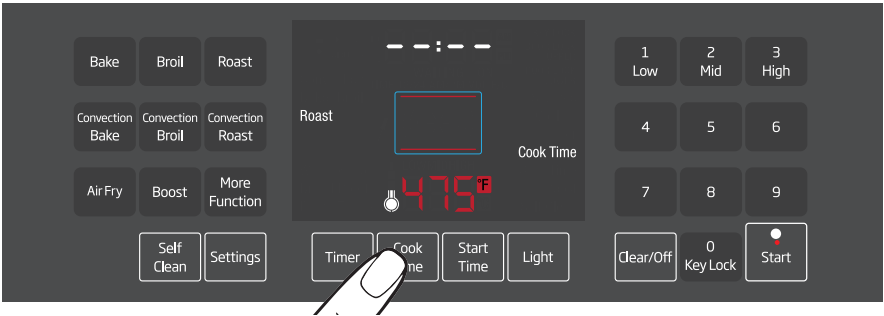 Bake
Broil
Roast
Convection
Bake
Convection
Broil
Convection
Roast
Air Fry
Boost
More
Function
Self
Clean
Settings
--:--
Roast
Cook Time
475°F
Timer
Cook
me
Start
Time
Light
1
Low
2
Mid
3
High
4
5
6
7
8
9
Clear/Off
0
Key Lock
Start